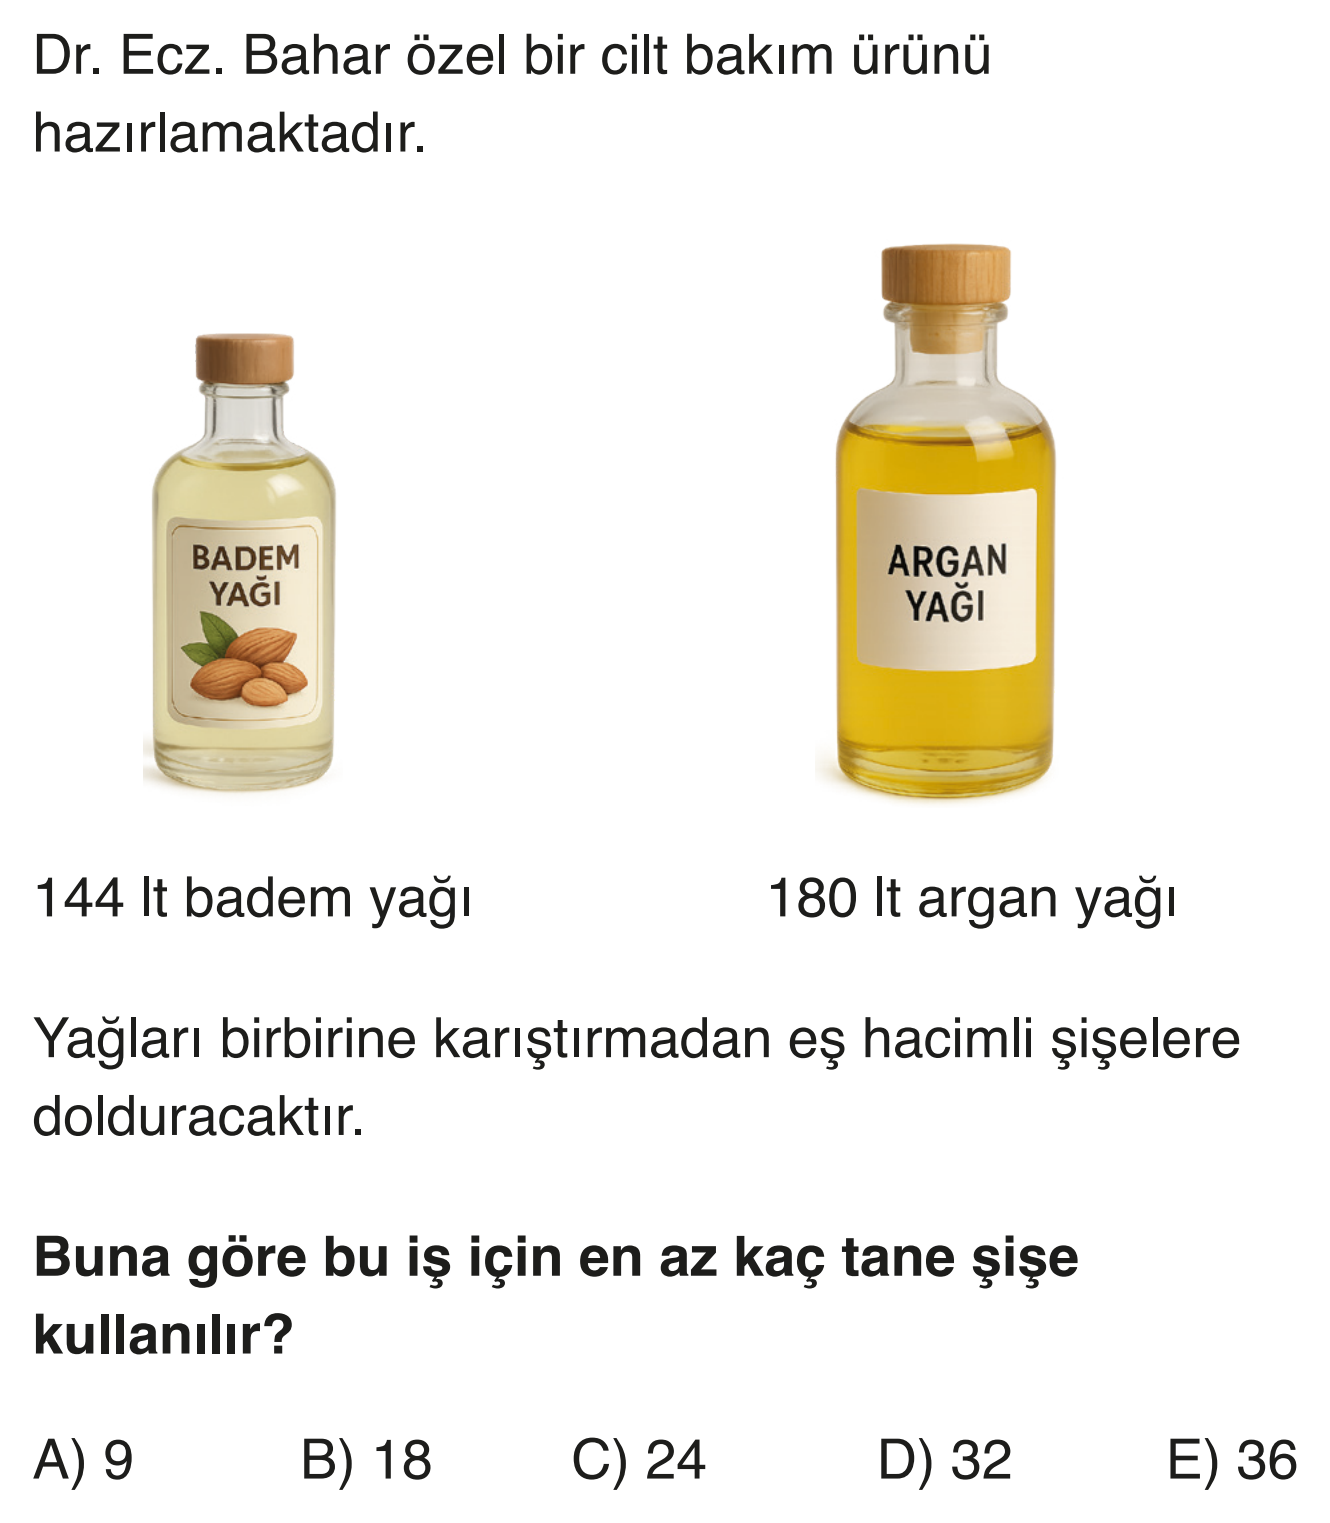 Dr. Ecz. Bahar özel bir cilt bakım ürünü
hazırlamaktadır.
BADEM
YAĞI
ARGAN
YAĞI
144 lt badem yağı
180 lt argan yağı
Yağları birbirine karıştırmadan eş hacimli şişelere
dolduracaktır.
Buna göre bu iş için en az kaç tane şişe
kullanılır?
A) 9 B) 18 C) 24 D) 32 E) 36